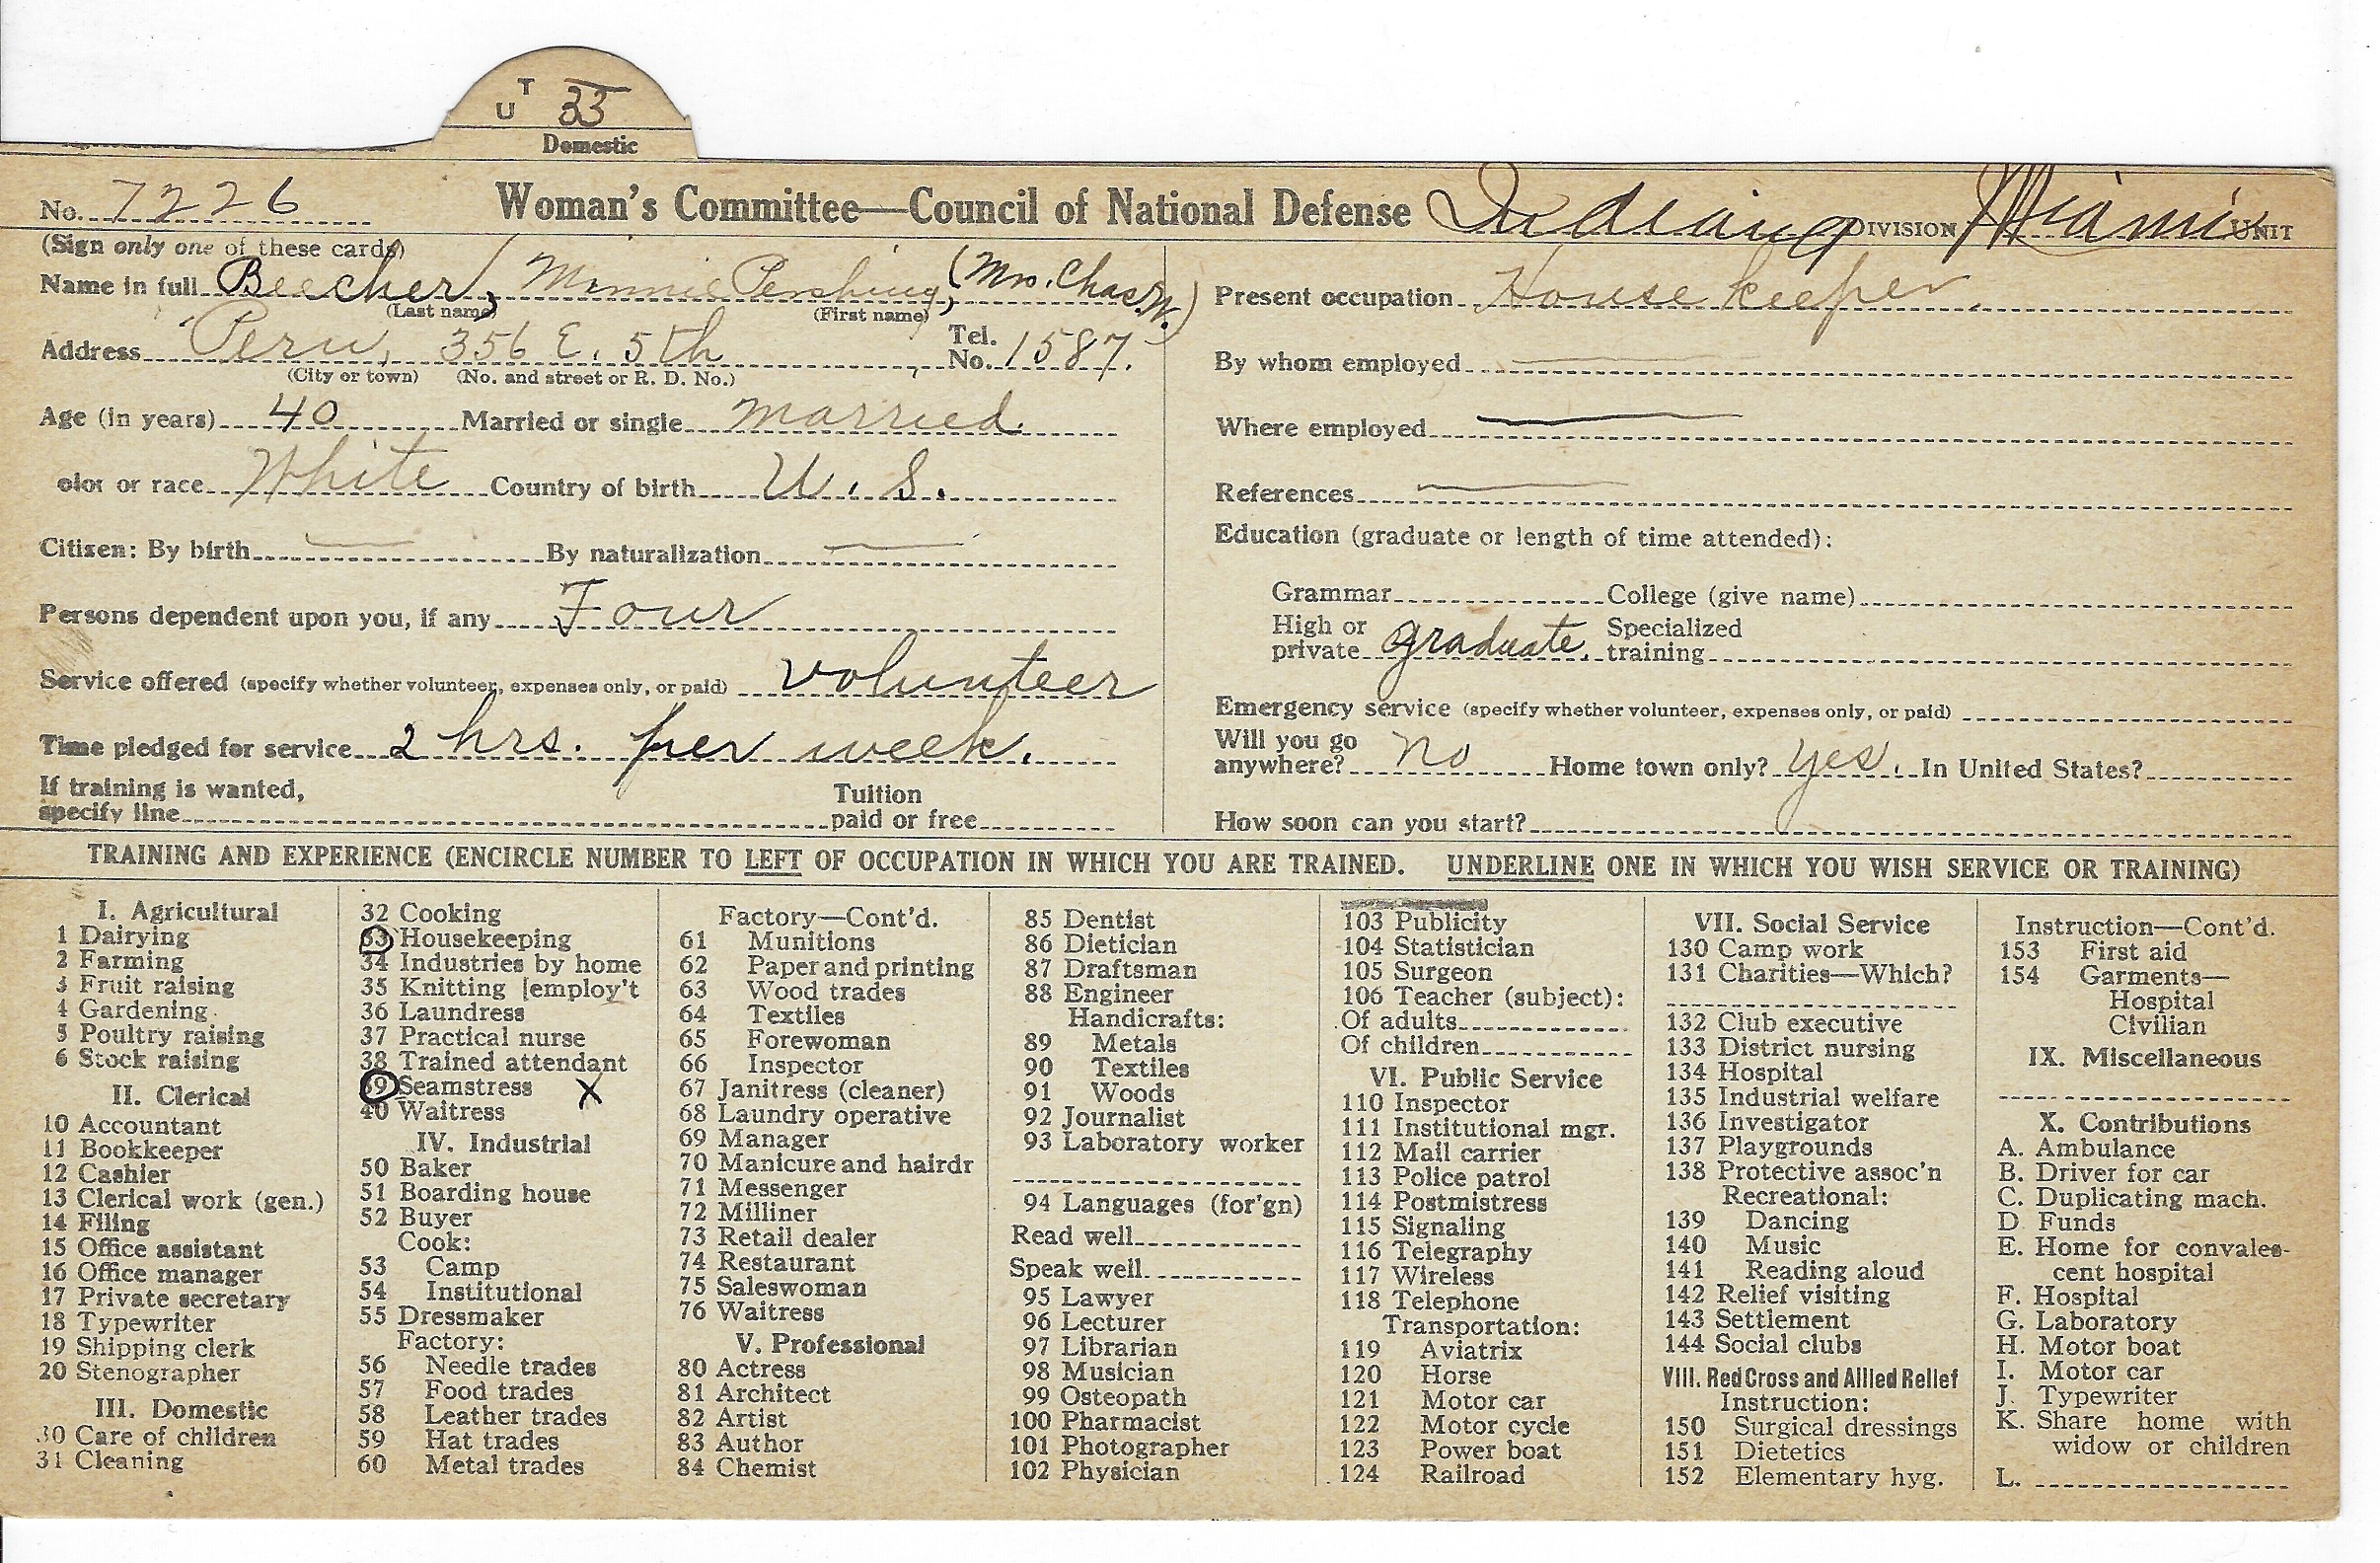 T
U 33
Domestic
No. 7226 Woman's Committee—Council of National Defense Indiana DIVISION Miami UNIT
(Sign only one of these cards)
Name in full Beecher, Minnie Pershing, (Mrs. Chas. W.)
(Last name) (First name)
Address Peru, 356 E. 5th Tel. No. 1587.
(City or town) (No. and street or R. D. No.)
Age (in years) 40 Married or single married.
olor or race White Country of birth U. S.
Citizen: By birth By naturalization
Persons dependent upon you, if any Four
Service offered (specify whether volunteer, expenses only, or paid) volunteer
Time pledged for service 2 hrs. per week.
If training is wanted,
specify line Tuition paid or free
Present occupation House keeper.
By whom employed
Where employed
References
Education (graduate or length of time attended):
Grammar College (give name)
High or private graduate. Specialized training
Emergency service (specify whether volunteer, expenses only, or paid)
Will you go anywhere? no Home town only? yes. In United States?
How soon can you start?
TRAINING AND EXPERIENCE (ENCIRCLE NUMBER TO LEFT OF OCCUPATION IN WHICH YOU ARE TRAINED. UNDERLINE ONE IN WHICH YOU WISH SERVICE OR TRAINING)
I. Agricultural
1 Dairying
2 Farming
3 Fruit raising
4 Gardening
5 Poultry raising
6 Stock raising
II. Clerical
10 Accountant
11 Bookkeeper
12 Cashier
13 Clerical work (gen.)
14 Filing
15 Office assistant
16 Office manager
17 Private secretary
18 Typewriter
19 Shipping clerk
20 Stenographer
III. Domestic
30 Care of children
31 Cleaning
32 Cooking
33 Housekeeping
34 Industries by home
35 Knitting [employ't
36 Laundress
37 Practical nurse
38 Trained attendant
39 Seamstress X
40 Waitress
IV. Industrial
50 Baker
51 Boarding house
52 Buyer
Cook:
53 Camp
54 Institutional
55 Dressmaker
Factory:
56 Needle trades
57 Food trades
58 Leather trades
59 Hat trades
60 Metal trades
Factory—Cont'd.
61 Munitions
62 Paper and printing
63 Wood trades
64 Textiles
65 Forewoman
66 Inspector
67 Janitress (cleaner)
68 Laundry operative
69 Manager
70 Manicure and hairdr
71 Messenger
72 Milliner
73 Retail dealer
74 Restaurant
75 Saleswoman
76 Waitress
V. Professional
80 Actress
81 Architect
82 Artist
83 Author
84 Chemist
85 Dentist
86 Dietician
87 Draftsman
88 Engineer
Handicrafts:
89 Metals
90 Textiles
91 Woods
92 Journalist
93 Laboratory worker
94 Languages (for'gn)
Read well
Speak well
95 Lawyer
96 Lecturer
97 Librarian
98 Musician
99 Osteopath
100 Pharmacist
101 Photographer
102 Physician
103 Publicity
104 Statistician
105 Surgeon
106 Teacher (subject):
Of adults
Of children
VI. Public Service
110 Inspector
111 Institutional mgr.
112 Mail carrier
113 Police patrol
114 Postmistress
115 Signaling
116 Telegraphy
117 Wireless
118 Telephone
Transportation:
119 Aviatrix
120 Horse
121 Motor car
122 Motor cycle
123 Power boat
124 Railroad
VII. Social Service
130 Camp work
131 Charities—Which?
132 Club executive
133 District nursing
134 Hospital
135 Industrial welfare
136 Investigator
137 Playgrounds
138 Protective assoc'n
Recreational:
139 Dancing
140 Music
141 Reading aloud
142 Relief visiting
143 Settlement
144 Social clubs
VIII. Red Cross and Allied Relief
Instruction:
150 Surgical dressings
151 Dietetics
152 Elementary hyg.
Instruction—Cont'd.
153 First aid
154 Garments—
Hospital
Civilian
IX. Miscellaneous
X. Contributions
A. Ambulance
B. Driver for car
C. Duplicating mach.
D Funds
E. Home for convales-
cent hospital
F. Hospital
G. Laboratory
H. Motor boat
I. Motor car
J. Typewriter
K. Share home with
widow or children
L.